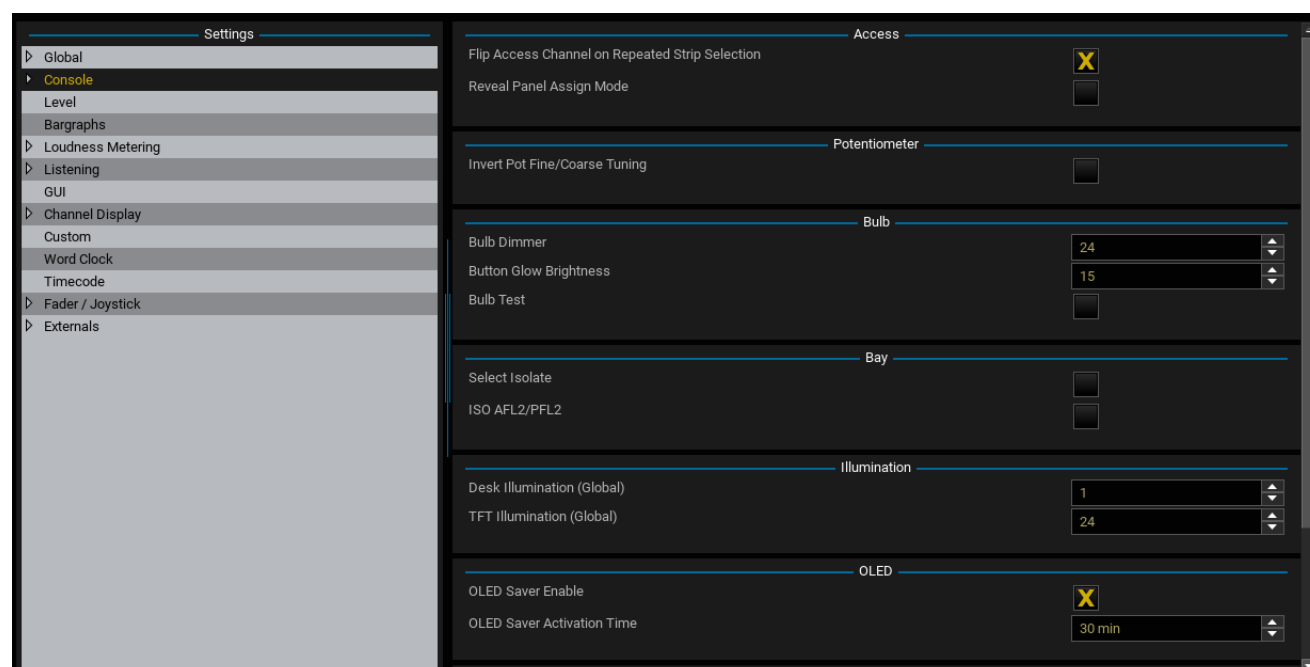 Settings
Global
Console
Level
Bargraphs
Loudness Metering
Listening
GUI
Channel Display
Custom
Word Clock
Timecode
Fader / Joystick
Externals
Access
Flip Access Channel on Repeated Strip Selection X
Reveal Panel Assign Mode
Potentiometer
Invert Pot Fine/Coarse Tuning
Bulb
Bulb Dimmer 24
Button Glow Brightness 15
Bulb Test
Bay
Select Isolate
ISO AFL2/PFL2
Illumination
Desk Illumination (Global) 1
TFT Illumination (Global) 24
OLED
OLED Saver Enable X
OLED Saver Activation Time 30 min